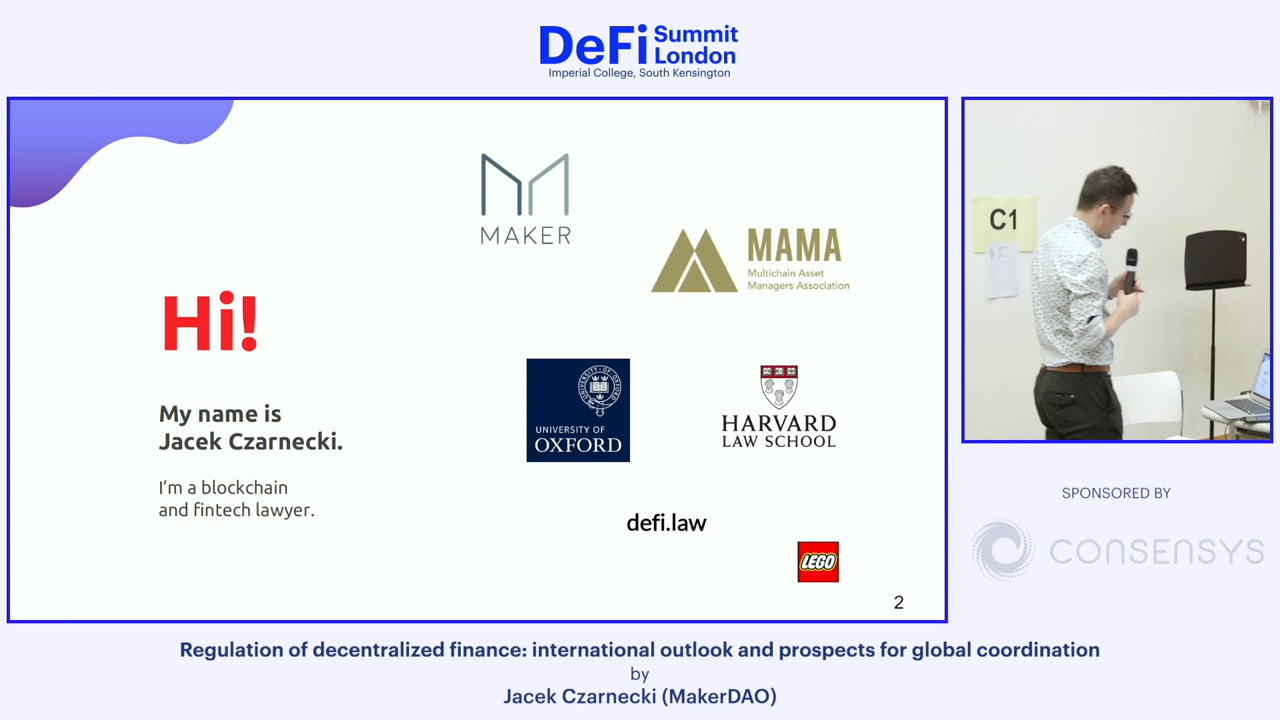 DeFi Summit
London
Imperial College, South Kensington
MAKER
MAMA
Multichain Asset
Managers Association
Hi!
My name is
Jacek Czarnecki.
I'm a blockchain
and fintech lawyer.
UNIVERSITY OF
OXFORD
HARVARD
LAW SCHOOL
defi.law
LEGO
2
C1
SPONSORED BY
CONSENSYS
Regulation of decentralized finance: international outlook and prospects for global coordination
by
Jacek Czarnecki (MakerDAO)